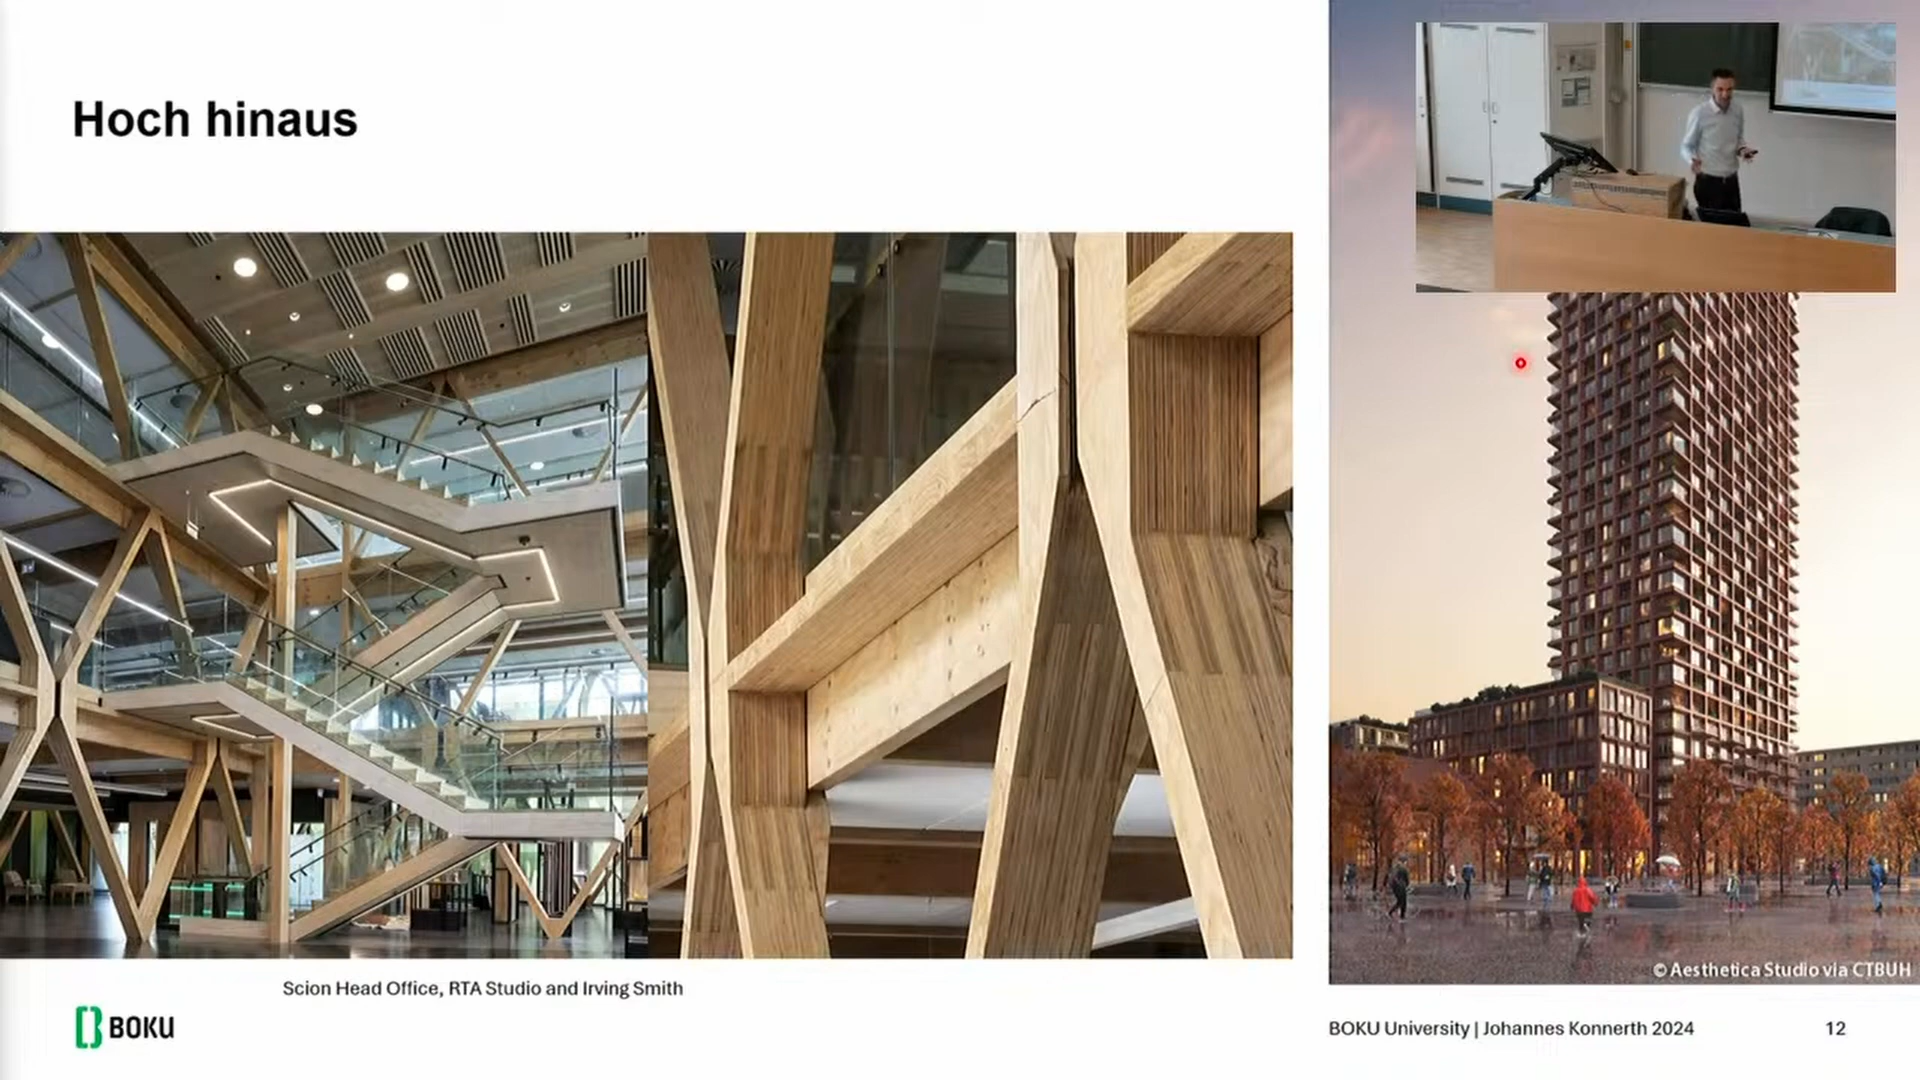 Hoch hinaus
Scion Head Office, RTA Studio and Irving Smith
© Aesthetica Studio via CTBUH
BOKU
BOKU University | Johannes Konnerth 2024
12